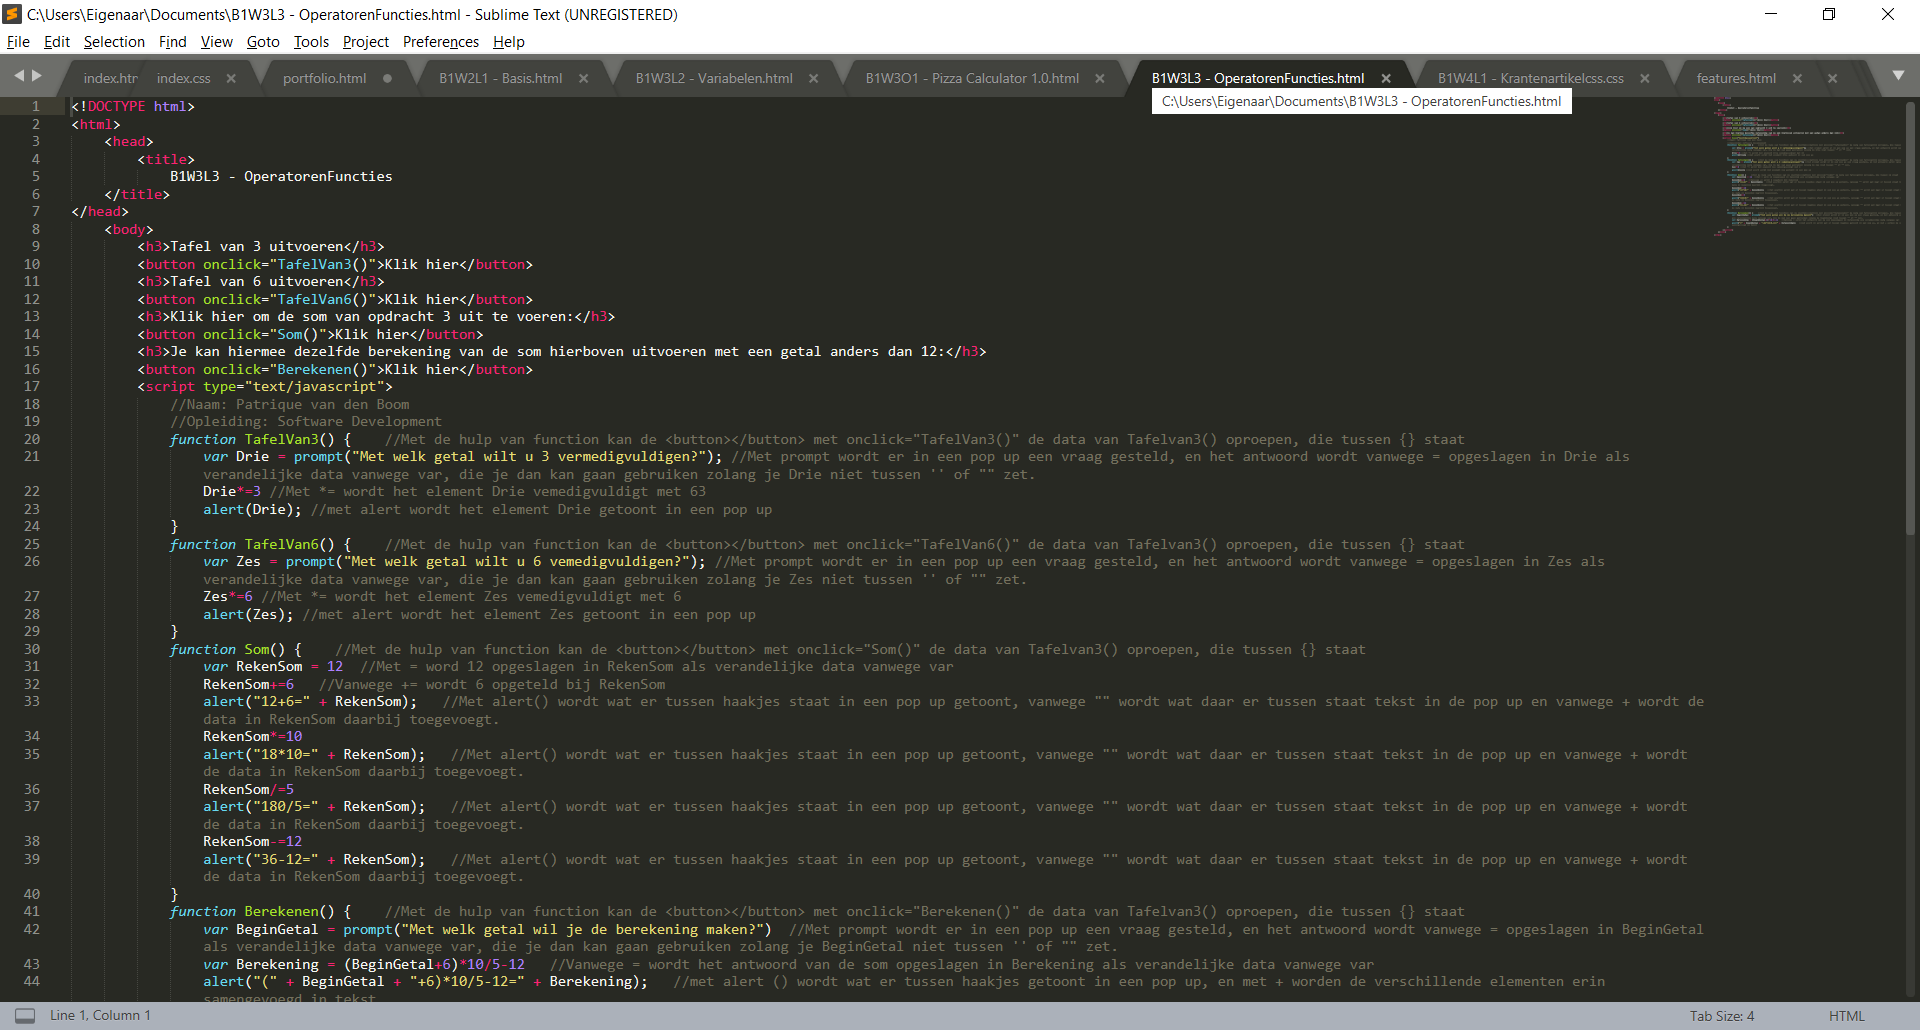 C:\Users\Eigenaar\Documents\B1W3L3 - OperatorenFuncties.html - Sublime Text (UNREGISTERED)
File Edit Selection Find View Goto Tools Project Preferences Help
index.htm index.css × portfolio.html B1W2L1 - Basis.html × B1W3L2 - Variabelen.html × B1W3O1 - Pizza Calculator 1.0.html × B1W3L3 - OperatorenFuncties.html × B1W4L1 - Krantenartikelcss.css × features.html × ×
C:\Users\Eigenaar\Documents\B1W3L3 - OperatorenFuncties.html
1 <!DOCTYPE html>
2 <html>
3 <head>
4 <title>
5 B1W3L3 - OperatorenFuncties
6 </title>
7 </head>
8 <body>
9 <h3>Tafel van 3 uitvoeren</h3>
10 <button onclick="TafelVan3()">Klik hier</button>
11 <h3>Tafel van 6 uitvoeren</h3>
12 <button onclick="TafelVan6()">Klik hier</button>
13 <h3>Klik hier om de som van opdracht 3 uit te voeren:</h3>
14 <button onclick="Som()">Klik hier</button>
15 <h3>Je kan hiermee dezelfde berekening van de som hierboven uitvoeren met een getal anders dan 12:</h3>
16 <button onclick="Berekenen()">Klik hier</button>
17 <script type="text/javascript">
18 //Naam: Patrique van den Boom
19 //Opleiding: Software Development
20 function TafelVan3() { //Met de hulp van function kan de <button></button> met onclick="TafelVan3()" de data van Tafelvan3() oproepen, die tussen {} staat
21 var Drie = prompt("Met welk getal wilt u 3 vermedigvuldigen?"); //Met prompt wordt er in een pop up een vraag gesteld, en het antwoord wordt vanwege = opgeslagen in Drie als
verandelijke data vanwege var, die je dan kan gaan gebruiken zolang je Drie niet tussen '' of "" zet.
22 Drie*=3 //Met *= wordt het element Drie vemedigvuldigt met 63
23 alert(Drie); //met alert wordt het element Drie getoont in een pop up
24 }
25 function TafelVan6() { //Met de hulp van function kan de <button></button> met onclick="TafelVan6()" de data van Tafelvan3() oproepen, die tussen {} staat
26 var Zes = prompt("Met welk getal wilt u 6 vemedigvuldigen?"); //Met prompt wordt er in een pop up een vraag gesteld, en het antwoord wordt vanwege = opgeslagen in Zes als
verandelijke data vanwege var, die je dan kan gaan gebruiken zolang je Zes niet tussen '' of "" zet.
27 Zes*=6 //Met *= wordt het element Zes vemedigvuldigt met 6
28 alert(Zes); //met alert wordt het element Zes getoont in een pop up
29 }
30 function Som() { //Met de hulp van function kan de <button></button> met onclick="Som()" de data van Tafelvan3() oproepen, die tussen {} staat
31 var RekenSom = 12 //Met = word 12 opgeslagen in RekenSom als verandelijke data vanwege var
32 RekenSom+=6 //Vanwege += wordt 6 opgeteld bij RekenSom
33 alert("12+6=" + RekenSom); //Met alert() wordt wat er tussen haakjes staat in een pop up getoont, vanwege "" wordt wat daar er tussen staat tekst in de pop up en vanwege + wordt de
data in RekenSom daarbij toegevoegt.
34 RekenSom*=10
35 alert("18*10=" + RekenSom); //Met alert() wordt wat er tussen haakjes staat in een pop up getoont, vanwege "" wordt wat daar er tussen staat tekst in de pop up en vanwege + wordt
de data in RekenSom daarbij toegevoegt.
36 RekenSom/=5
37 alert("180/5=" + RekenSom); //Met alert() wordt wat er tussen haakjes staat in een pop up getoont, vanwege "" wordt wat daar er tussen staat tekst in de pop up en vanwege + wordt
de data in RekenSom daarbij toegevoegt.
38 RekenSom-=12
39 alert("36-12=" + RekenSom); //Met alert() wordt wat er tussen haakjes staat in een pop up getoont, vanwege "" wordt wat daar er tussen staat tekst in de pop up en vanwege + wordt
de data in RekenSom daarbij toegevoegt.
40 }
41 function Berekenen() { //Met de hulp van function kan de <button></button> met onclick="Berekenen()" de data van Tafelvan3() oproepen, die tussen {} staat
42 var BeginGetal = prompt("Met welk getal wil je de berekening maken?") //Met prompt wordt er in een pop up een vraag gesteld, en het antwoord wordt vanwege = opgeslagen in BeginGetal
als verandelijke data vanwege var, die je dan kan gaan gebruiken zolang je BeginGetal niet tussen '' of "" zet.
43 var Berekening = (BeginGetal+6)*10/5-12 //Vanwege = wordt het antwoord van de som opgeslagen in Berekening als verandelijke data vanwege var
44 alert("(" + BeginGetal + "+6)*10/5-12=" + Berekening); //met alert () wordt wat er tussen haakjes getoont in een pop up, en met + worden de verschillende elementen erin
samengevoegd in tekst
Line 1, Column 1 Tab Size: 4 HTML